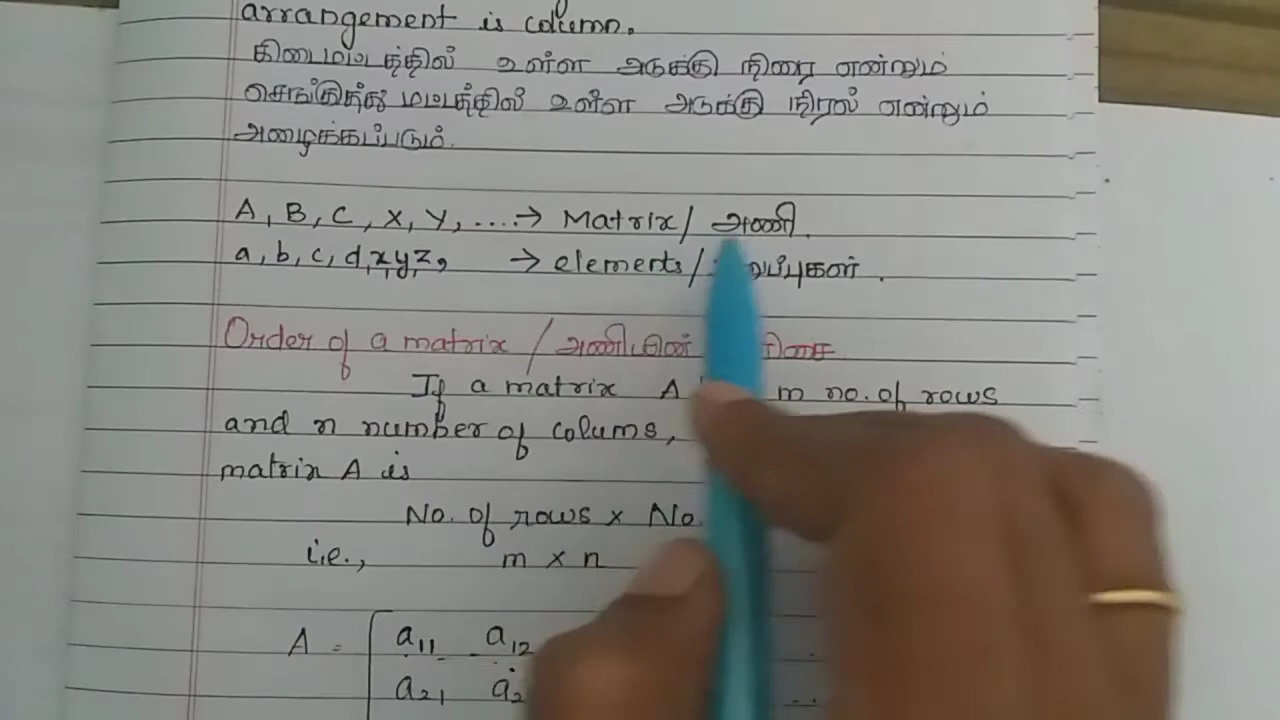 arrangement is column.
கிடைமட்டத்தில் உள்ள அடுக்கு நிரை என்றும்
செங்குத்து மட்டத்தில் உள்ள அடுக்கு நிரல் என்றும்
அழைக்கப்படும்.
A, B, C, X, Y, ....→ Matrix/ அணி.
a, b, c, d, x, y, z, → elements/
Order of a matrix / அணியின்
If a matrix A m no. of rows
and n number of colums,
matrix A is
No. of rows × No.
i.e., m × n
A = a₁₁ a₁₂
a₂₁